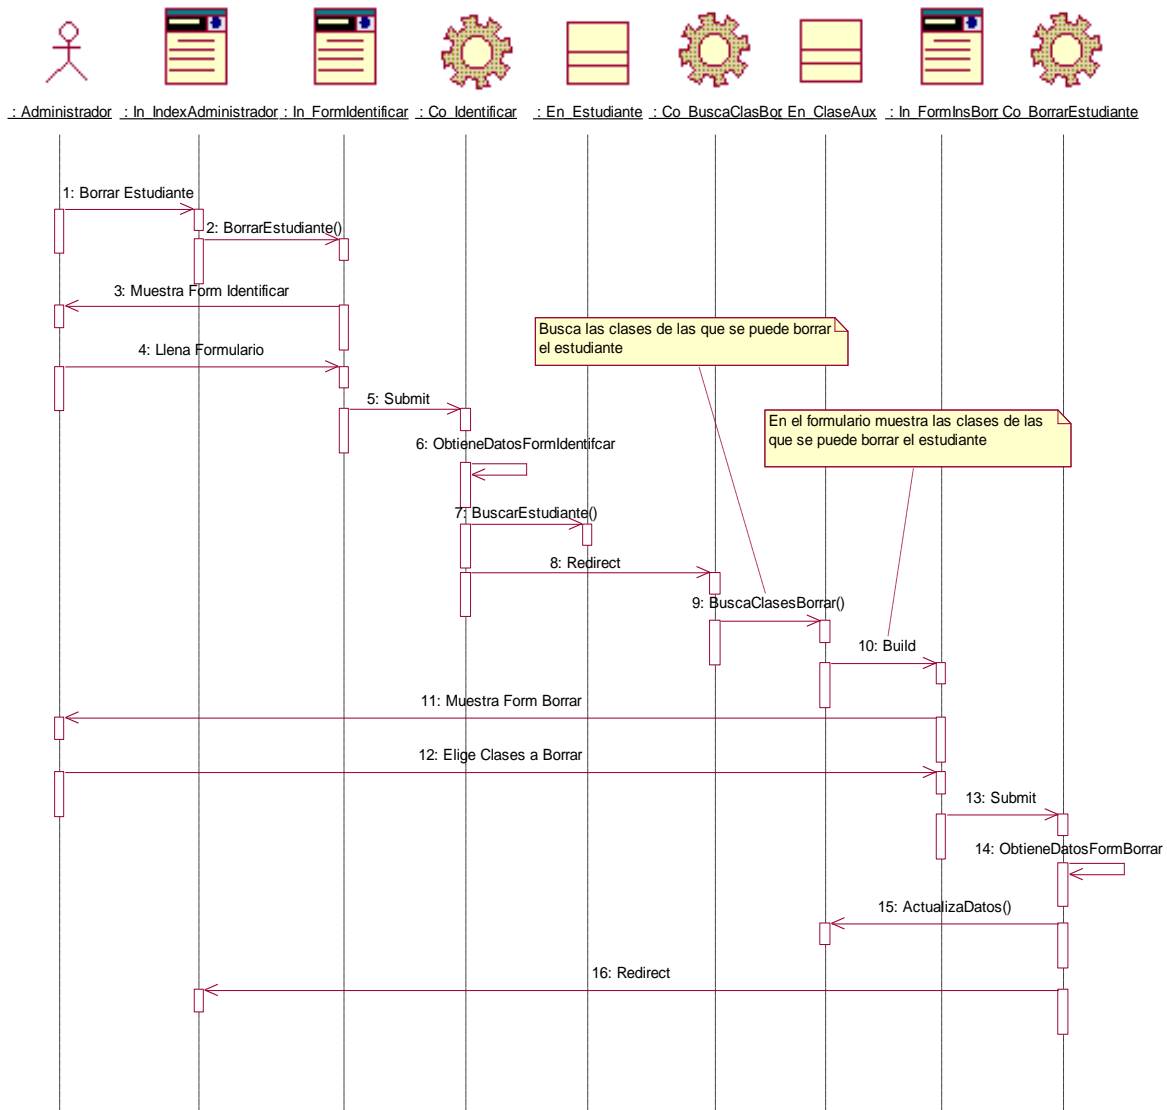 : Administrador
: In_IndexAdministrador
: In_FormIdentificar
: Co_Identificar
: En_Estudiante
: Co_BuscaClasBor
: En_ClaseAux
: In_FormInsBorr
: Co_BorrarEstudiante
1: Borrar Estudiante
2: BorrarEstudiante()
3: Muestra Form Identificar
Busca las clases de las que se puede borrar
el estudiante
4: Llena Formulario
5: Submit
En el formulario muestra las clases de las
que se puede borrar el estudiante
6: ObtieneDatosFormIdentifcar
7: BuscarEstudiante()
8: Redirect
9: BuscaClasesBorrar()
10: Build
11: Muestra Form Borrar
12: Elige Clases a Borrar
13: Submit
14: ObtieneDatosFormBorrar
15: ActualizaDatos()
16: Redirect